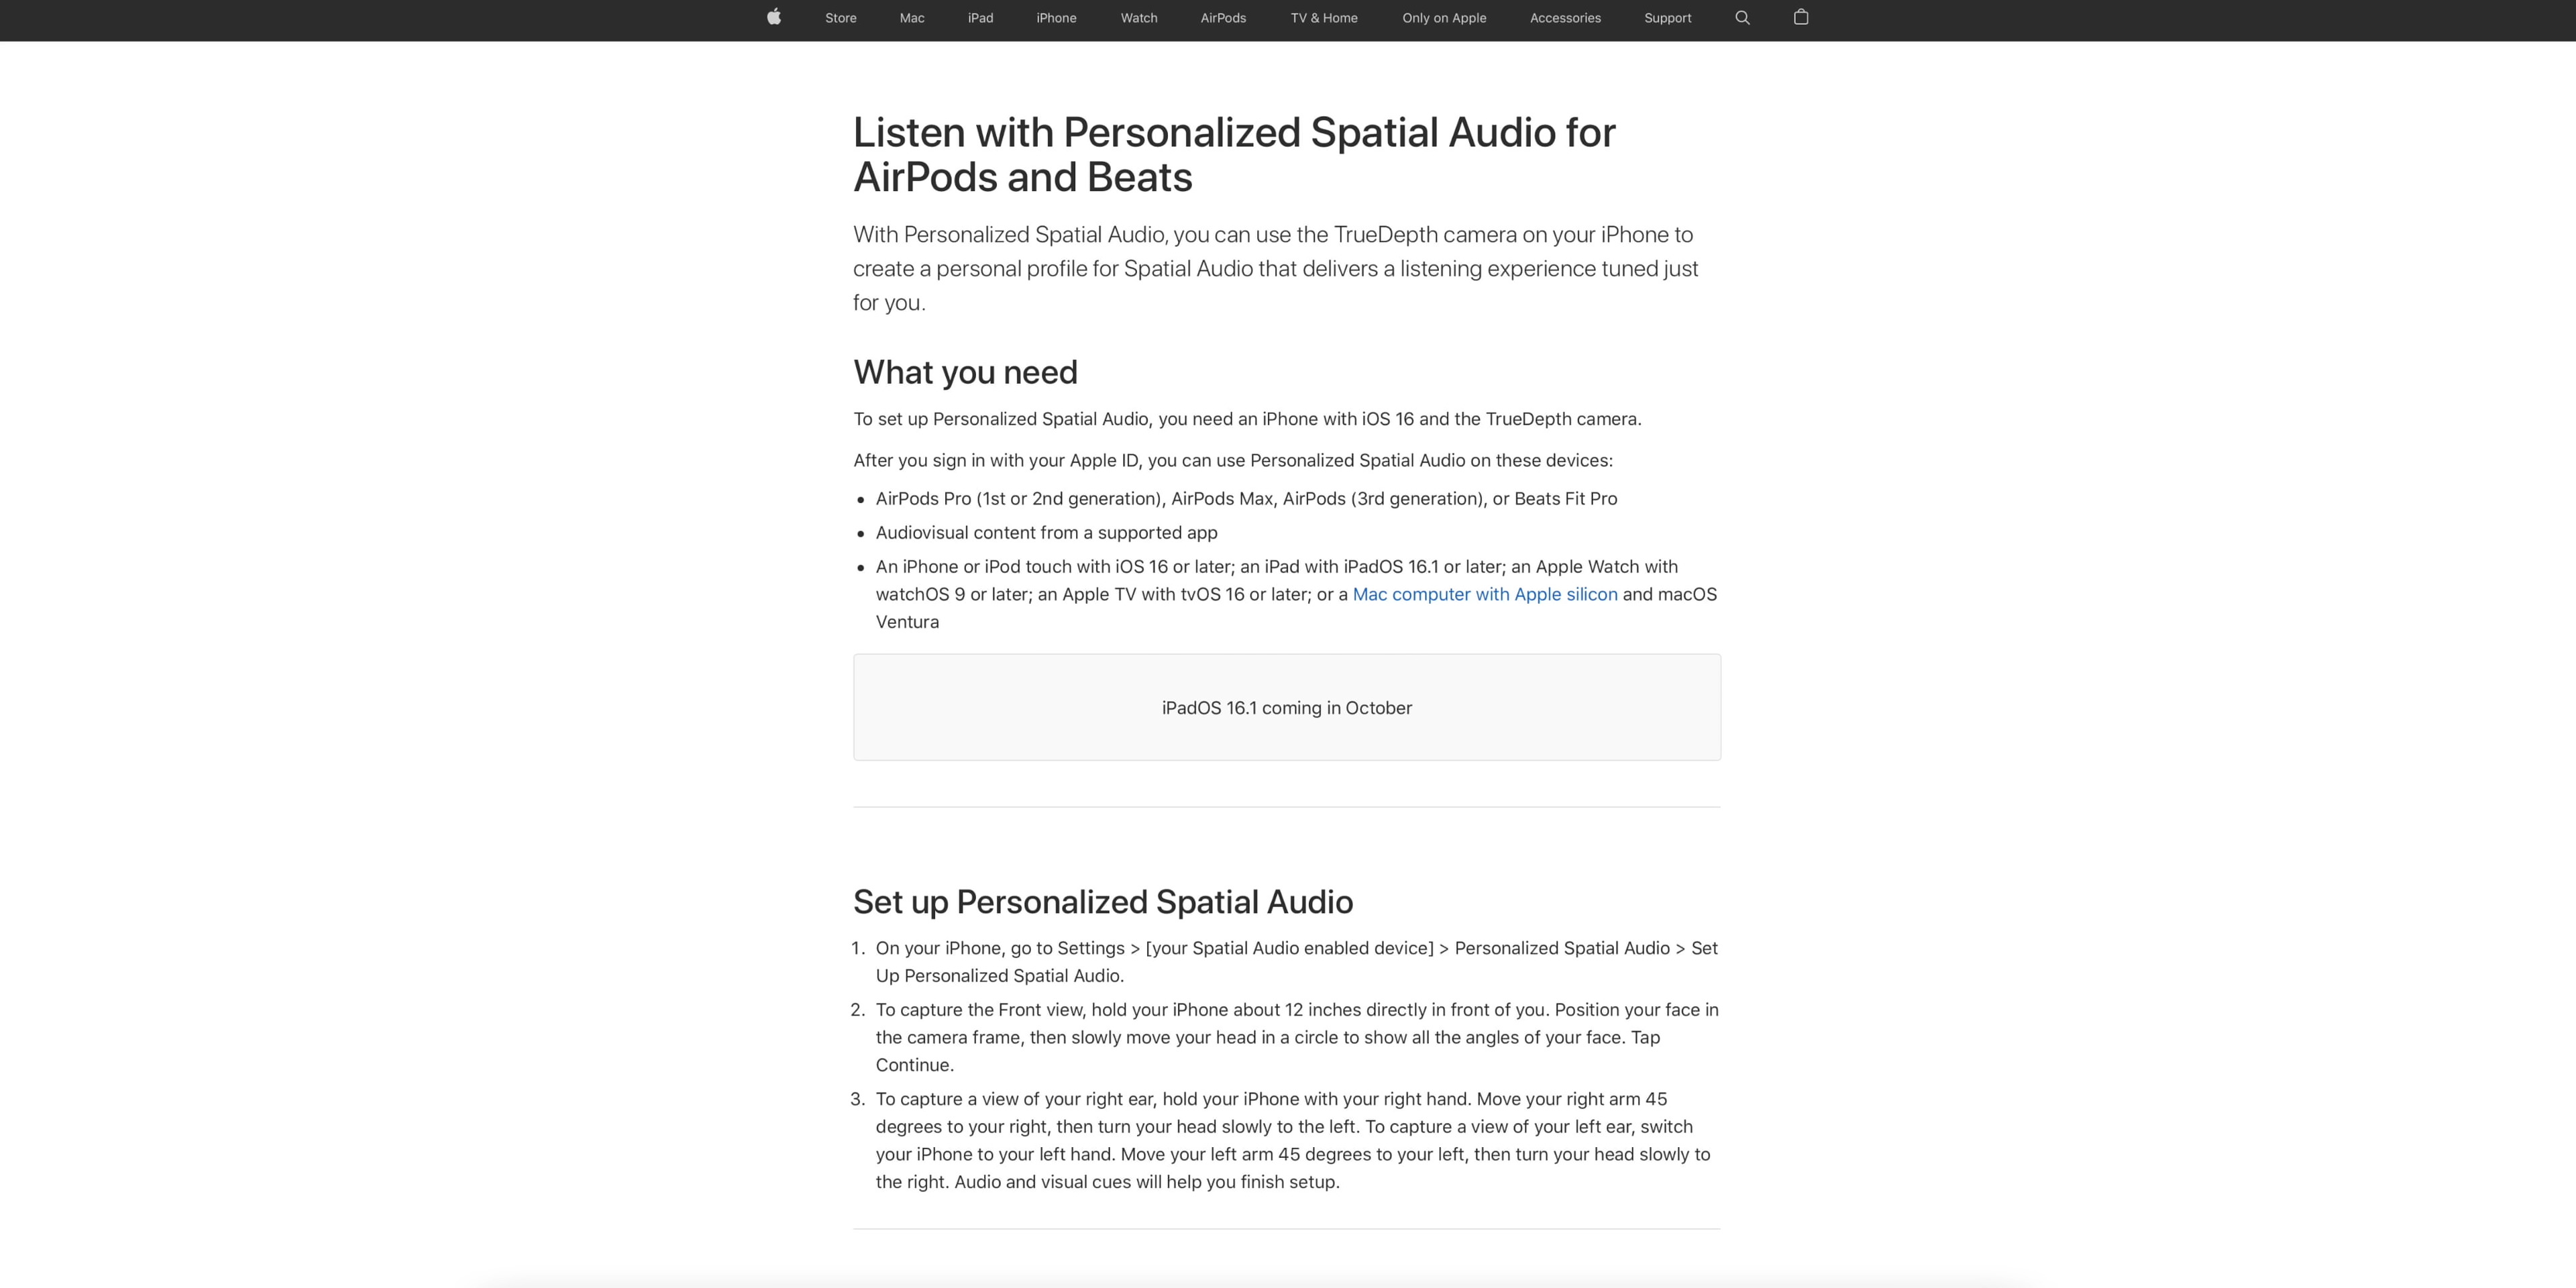 Store Mac iPad iPhone Watch AirPods TV & Home Only on Apple Accessories Support
Listen with Personalized Spatial Audio for
AirPods and Beats
With Personalized Spatial Audio, you can use the TrueDepth camera on your iPhone to
create a personal profile for Spatial Audio that delivers a listening experience tuned just
for you.
What you need
To set up Personalized Spatial Audio, you need an iPhone with iOS 16 and the TrueDepth camera.
After you sign in with your Apple ID, you can use Personalized Spatial Audio on these devices:
• AirPods Pro (1st or 2nd generation), AirPods Max, AirPods (3rd generation), or Beats Fit Pro
• Audiovisual content from a supported app
• An iPhone or iPod touch with iOS 16 or later; an iPad with iPadOS 16.1 or later; an Apple Watch with
watchOS 9 or later; an Apple TV with tvOS 16 or later; or a Mac computer with Apple silicon and macOS
Ventura
iPadOS 16.1 coming in October
Set up Personalized Spatial Audio
1. On your iPhone, go to Settings > [your Spatial Audio enabled device] > Personalized Spatial Audio > Set
Up Personalized Spatial Audio.
2. To capture the Front view, hold your iPhone about 12 inches directly in front of you. Position your face in
the camera frame, then slowly move your head in a circle to show all the angles of your face. Tap
Continue.
3. To capture a view of your right ear, hold your iPhone with your right hand. Move your right arm 45
degrees to your right, then turn your head slowly to the left. To capture a view of your left ear, switch
your iPhone to your left hand. Move your left arm 45 degrees to your left, then turn your head slowly to
the right. Audio and visual cues will help you finish setup.